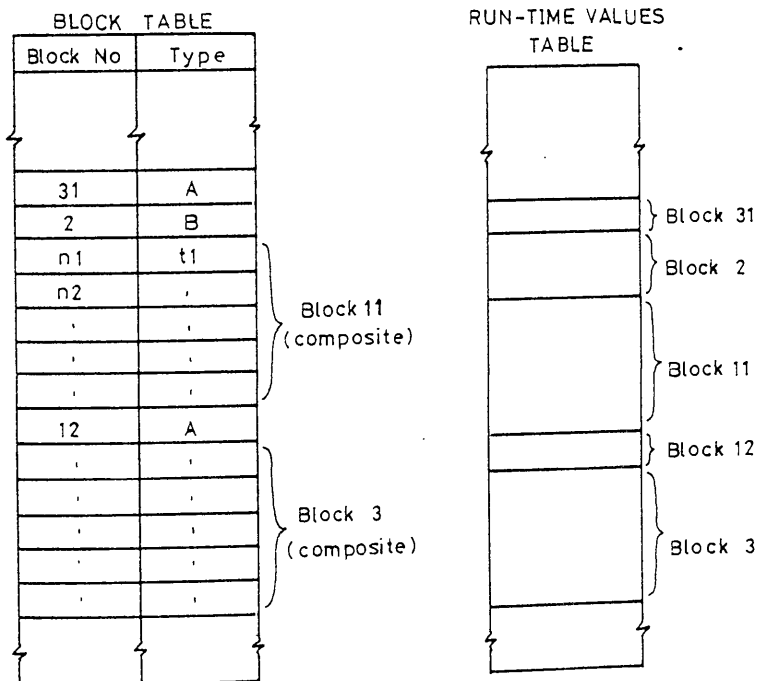 BLOCK TABLE
Block No Type
31 A
2 B
n1 t1
n2
Block 11
(composite)
12 A
Block 3
(composite)
RUN-TIME VALUES
TABLE
Block 31
Block 2
Block 11
Block 12
Block 3